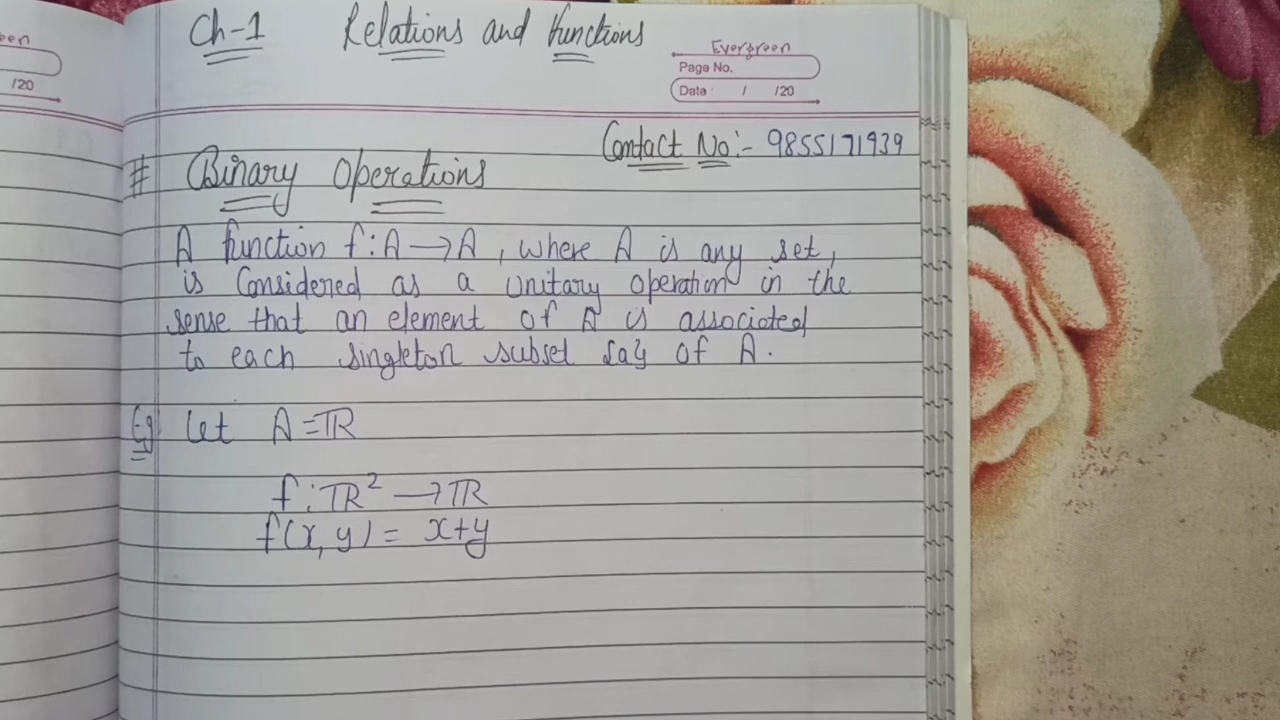 Ch-1 Relations and Functions
een
/20
Evergreen
Page No.
Date / /20
Contact No:- 9855171939
# Binary Operations
A function f: A → A, where A is any set,
is Considered as a unitary operation in the
sense that an element of A is associated
to each singleton subset {a} of A.
Eg Let A = ℝ
f: ℝ² → ℝ
f(x, y) = x+y